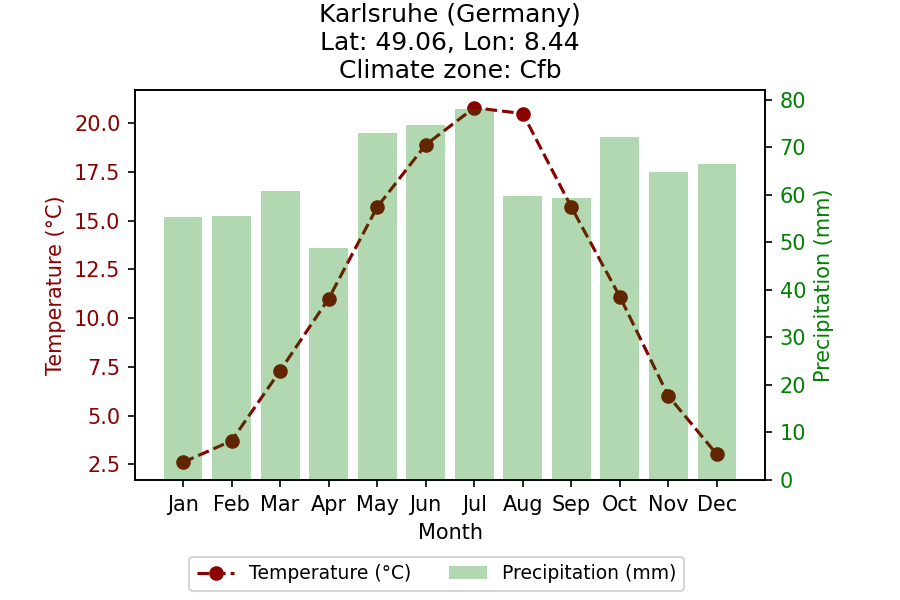 Karlsruhe (Germany)
Lat: 49.06, Lon: 8.44
Climate zone: Cfb
Temperature (°C)
20.0
17.5
15.0
12.5
10.0
7.5
5.0
2.5
80
70
60
50
40
30
20
10
0
Precipitation (mm)
Jan Feb Mar Apr May Jun Jul Aug Sep Oct Nov Dec
Month
Temperature (°C) Precipitation (mm)